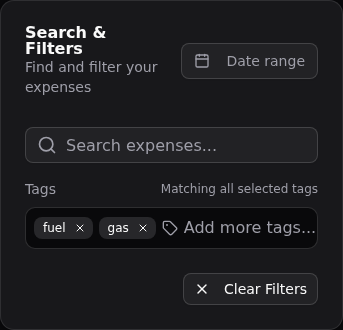 Search &
Filters
Find and filter your
expenses
Date range
Search expenses...
Tags
Matching all selected tags
fuel
gas
Add more tags...
Clear Filters